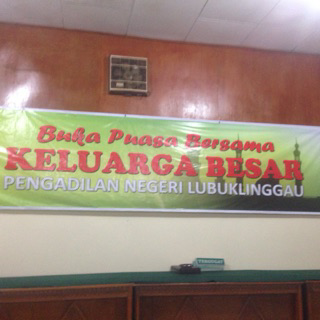 Buka Puasa Bersama
KELUARGA BESAR
PENGADILAN NEGERI LUBUKLINGGAU